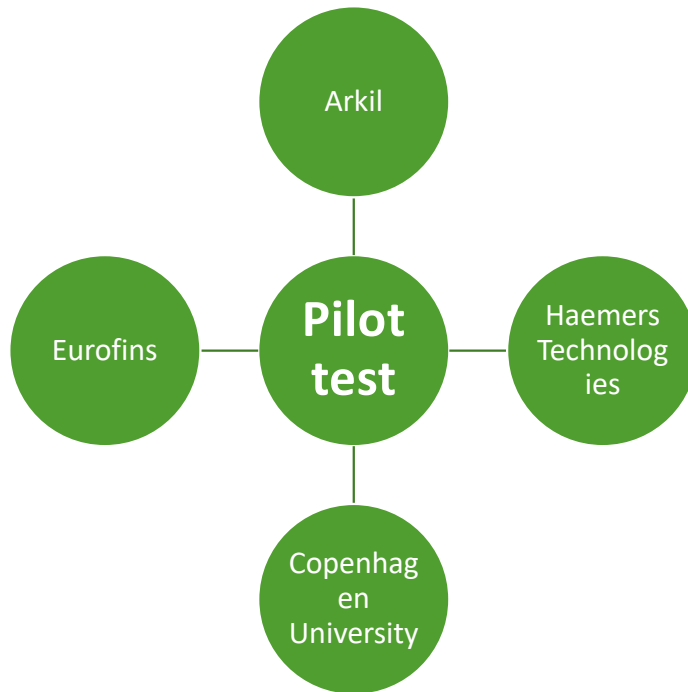 Arkil
Eurofins
Pilot
test
Haemers
Technolog
ies
Copenhag
en
University